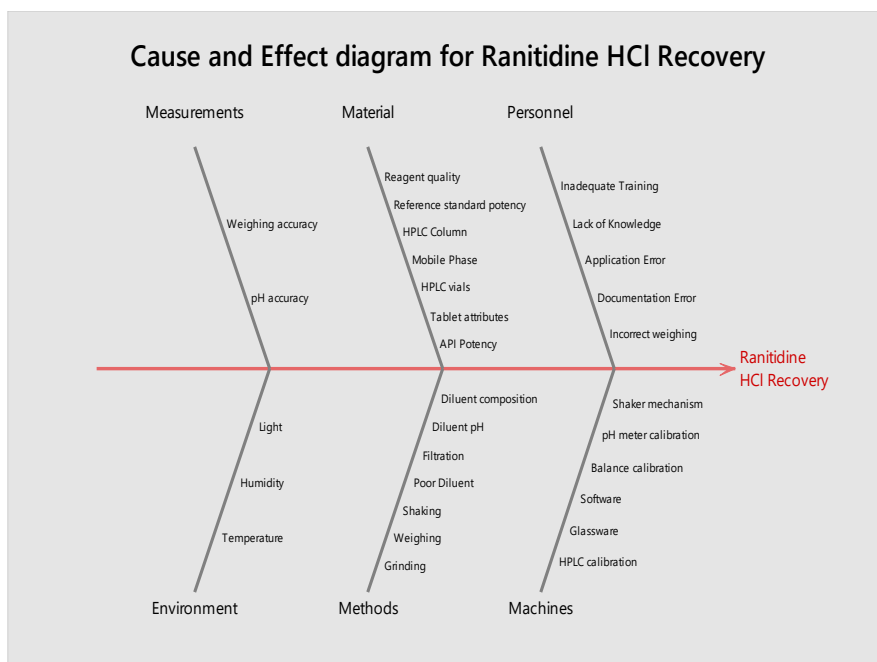 Cause and Effect diagram for Ranitidine HCl Recovery
Measurements
Material
Personnel
Weighing accuracy
pH accuracy
Reagent quality
Reference standard potency
HPLC Column
Mobile Phase
HPLC vials
Tablet attributes
API Potency
Inadequate Training
Lack of Knowledge
Application Error
Documentation Error
Incorrect weighing
Ranitidine
HCl Recovery
Light
Humidity
Temperature
Diluent composition
Diluent pH
Filtration
Poor Diluent
Shaking
Weighing
Grinding
Shaker mechanism
pH meter calibration
Balance calibration
Software
Glassware
HPLC calibration
Environment
Methods
Machines